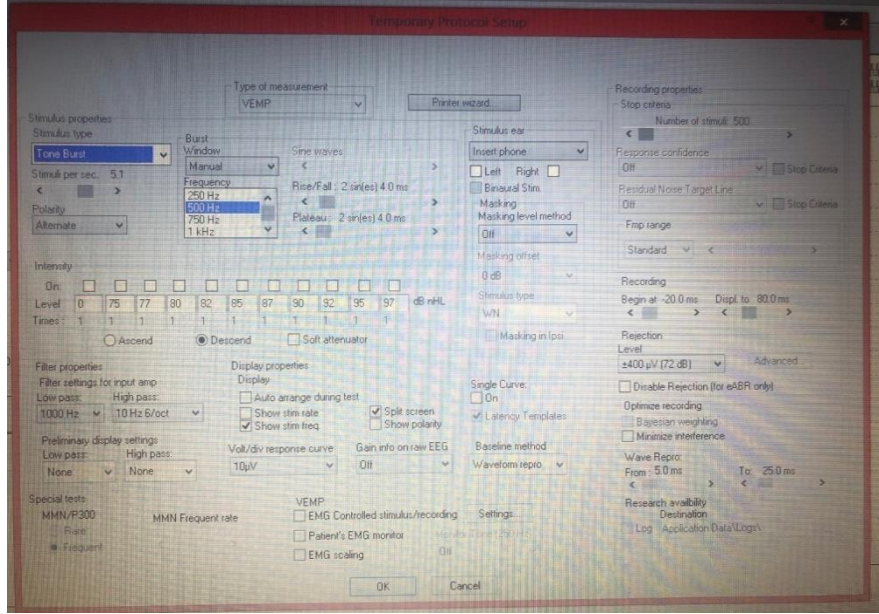 Temporary Protocol Setup
Type of measurement
VEMP
Printer wizard...
Stimulus properties
Stimulus type
Tone Burst
Stimuli per sec. 5.1
Polarity
Alternate
Burst
Window
Manual
Frequency
250 Hz
500 Hz
750 Hz
1 kHz
Sine waves
Rise/Fall : 2 sin(es) 4.0 ms
Plateau : 2 sin(es) 4.0 ms
Stimulus ear
Insert phone
Left Right
Binaural Stim.
Masking
Masking level method
Off
Masking offset
0 dB
Stimulus type
WN
Masking in Ipsi
Recording properties
Stop criteria
Number of stimuli: 500
Response confidence
Off Stop Criteria
Residual Noise Target Line
Off Stop Criteria
Fmp range
Standard
Recording
Begin at -20.0 ms Displ. to 80.0 ms
Rejection
Level
±400 µV (72 dB) Advanced
Disable Rejection (for eABR only)
Optimize recording
Bayesian weighting
Minimize interference
Wave Repro:
From : 5.0 ms To: 25.0 ms
Research availbility
Destination
Log Application Data\Logs\
Intensity
On:
Level 0 75 77 80 82 85 87 90 92 95 97 dB nHL
Times : 1 1 1 1 1 1 1 1 1 1 1
Ascend Descend Soft attenuator
Filter properties
Filter settings for input amp
Low pass: High pass:
1000 Hz 10 Hz 6/oct
Preliminary display settings
Low pass: High pass:
None None
Display properties
Display
Auto arrange during test
Show stim rate Split screen
Show stim freq. Show polarity
Volt/div response curve Gain info on raw EEG
10µV Off
Single Curve:
On
Latency Templates
Baseline method
Waveform repro
Special tests
MMN/P300
Rare
Frequent
MMN Frequent rate
VEMP
EMG Controlled stimulus/recording Settings...
Patient's EMG monitor
EMG scaling Off
OK Cancel